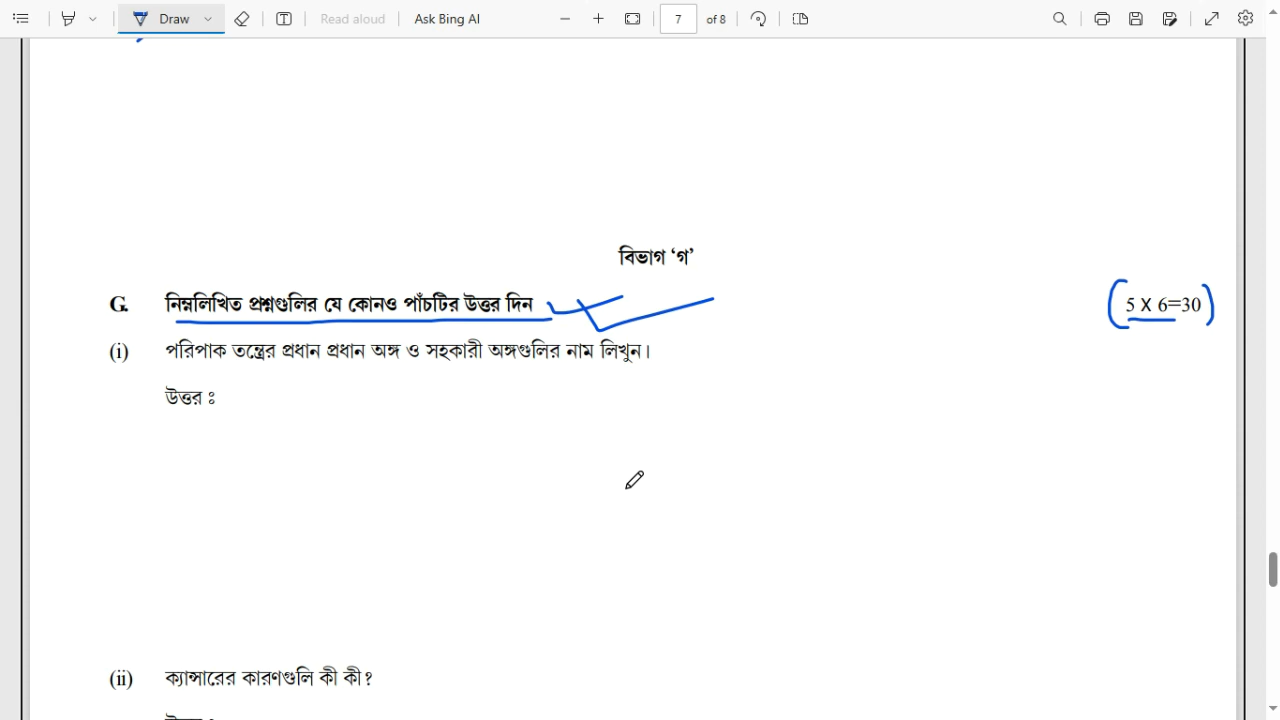 Draw
Read aloud
Ask Bing AI
7 of 8
বিভাগ ‘গ’
G. নিম্নলিখিত প্রশ্নগুলির যে কোনও পাঁচটির উত্তর দিন 5 X 6=30
(i) পরিপাক তন্ত্রের প্রধান প্রধান অঙ্গ ও সহকারী অঙ্গগুলির নাম লিখুন।
উত্তর ঃ
(ii) ক্যান্সারের কারণগুলি কী কী?